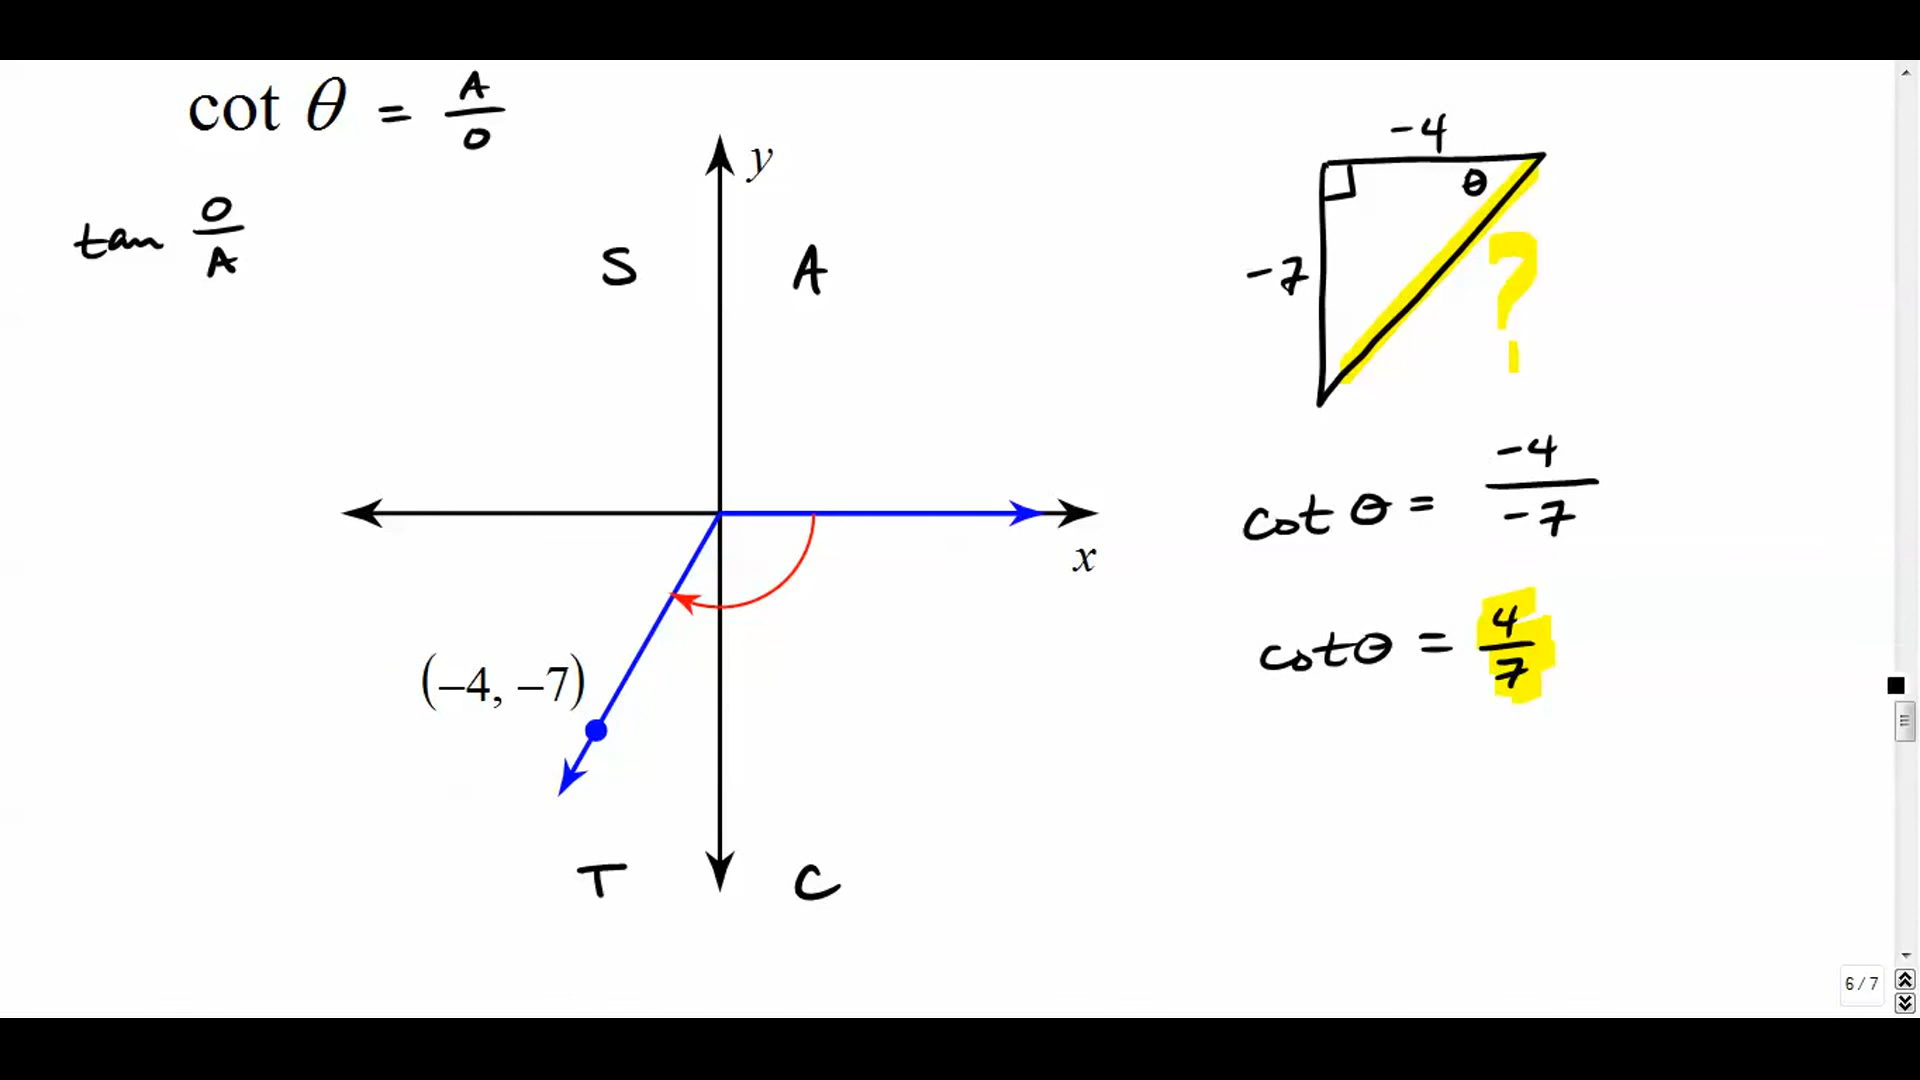 cot θ = A/O
tan O/A
y
S
A
x
(−4, −7)
T
C
-4
θ
-7
?
cot θ = -4/-7
cot θ = 4/7
6 / 7